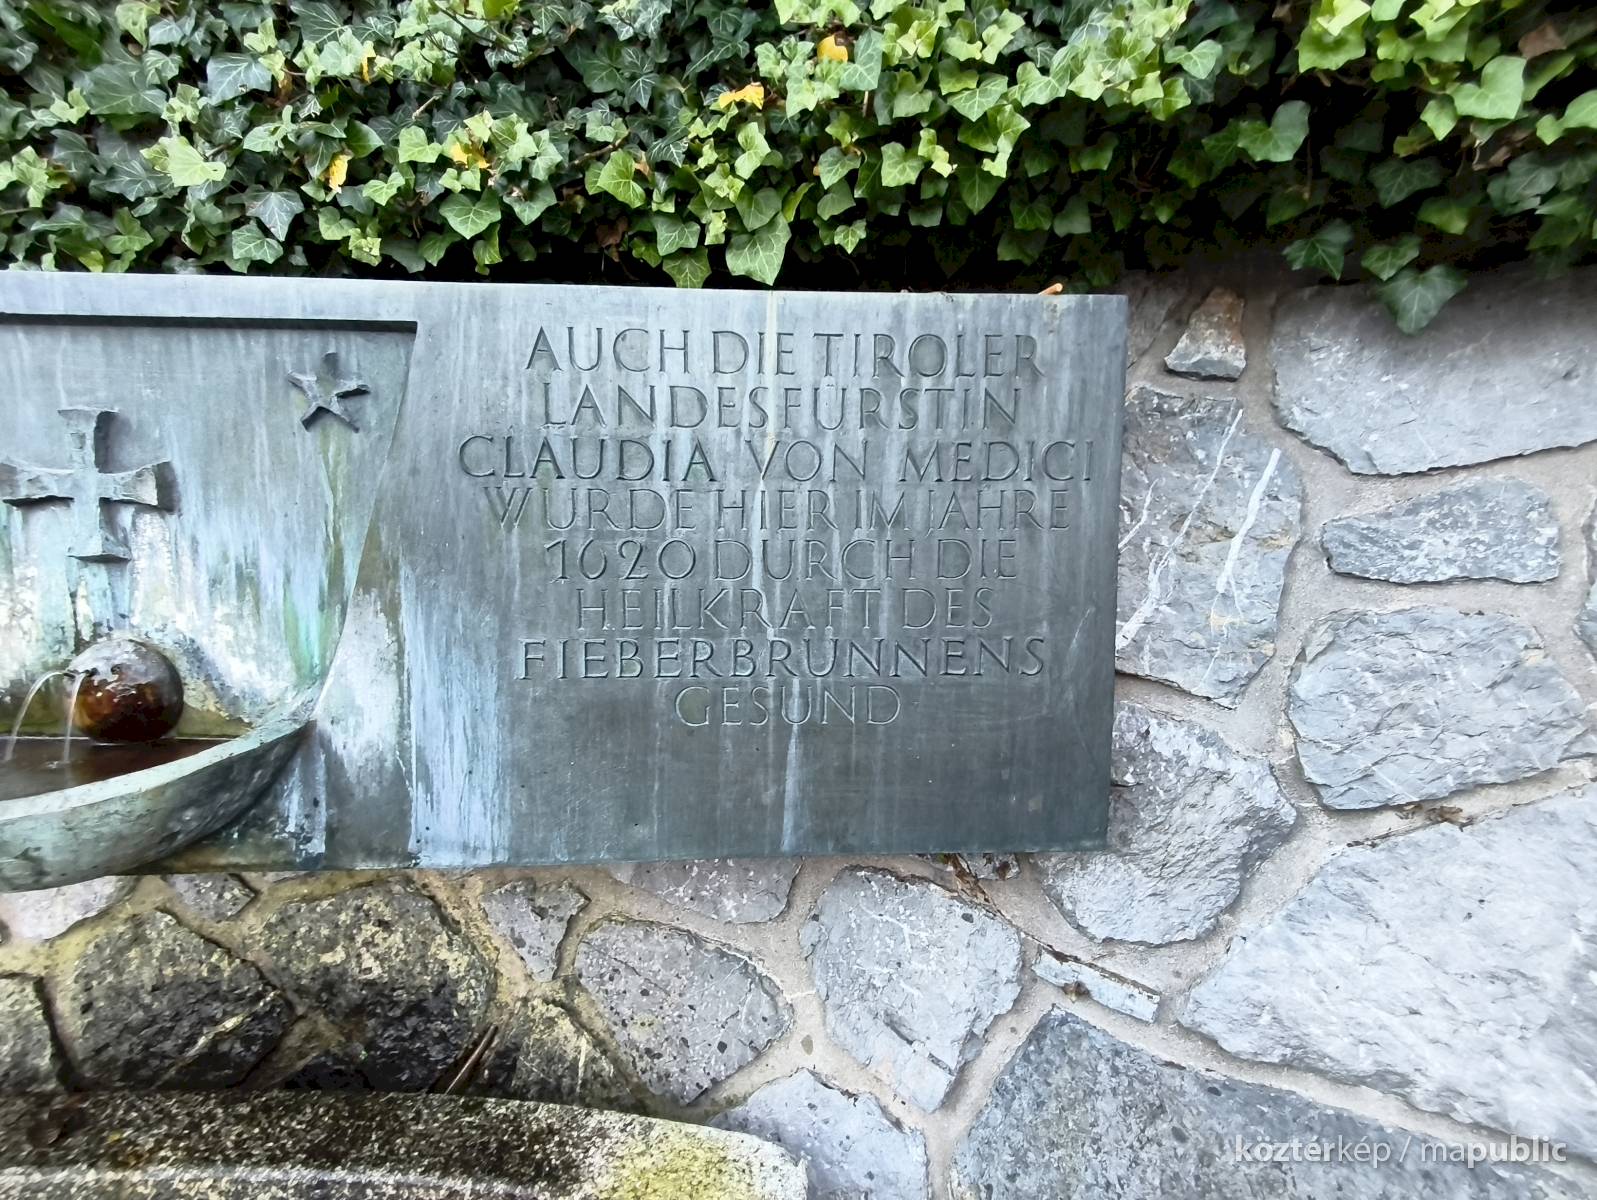 AUCH DIE TIROLER
LANDESFÜRSTIN
CLAUDIA VON MEDICI
WURDE HIER IM JAHRE
1620 DURCH DIE
HEILKRAFT DES
FIEBERBRUNNENS
GESUND
köztérkép / mapublic